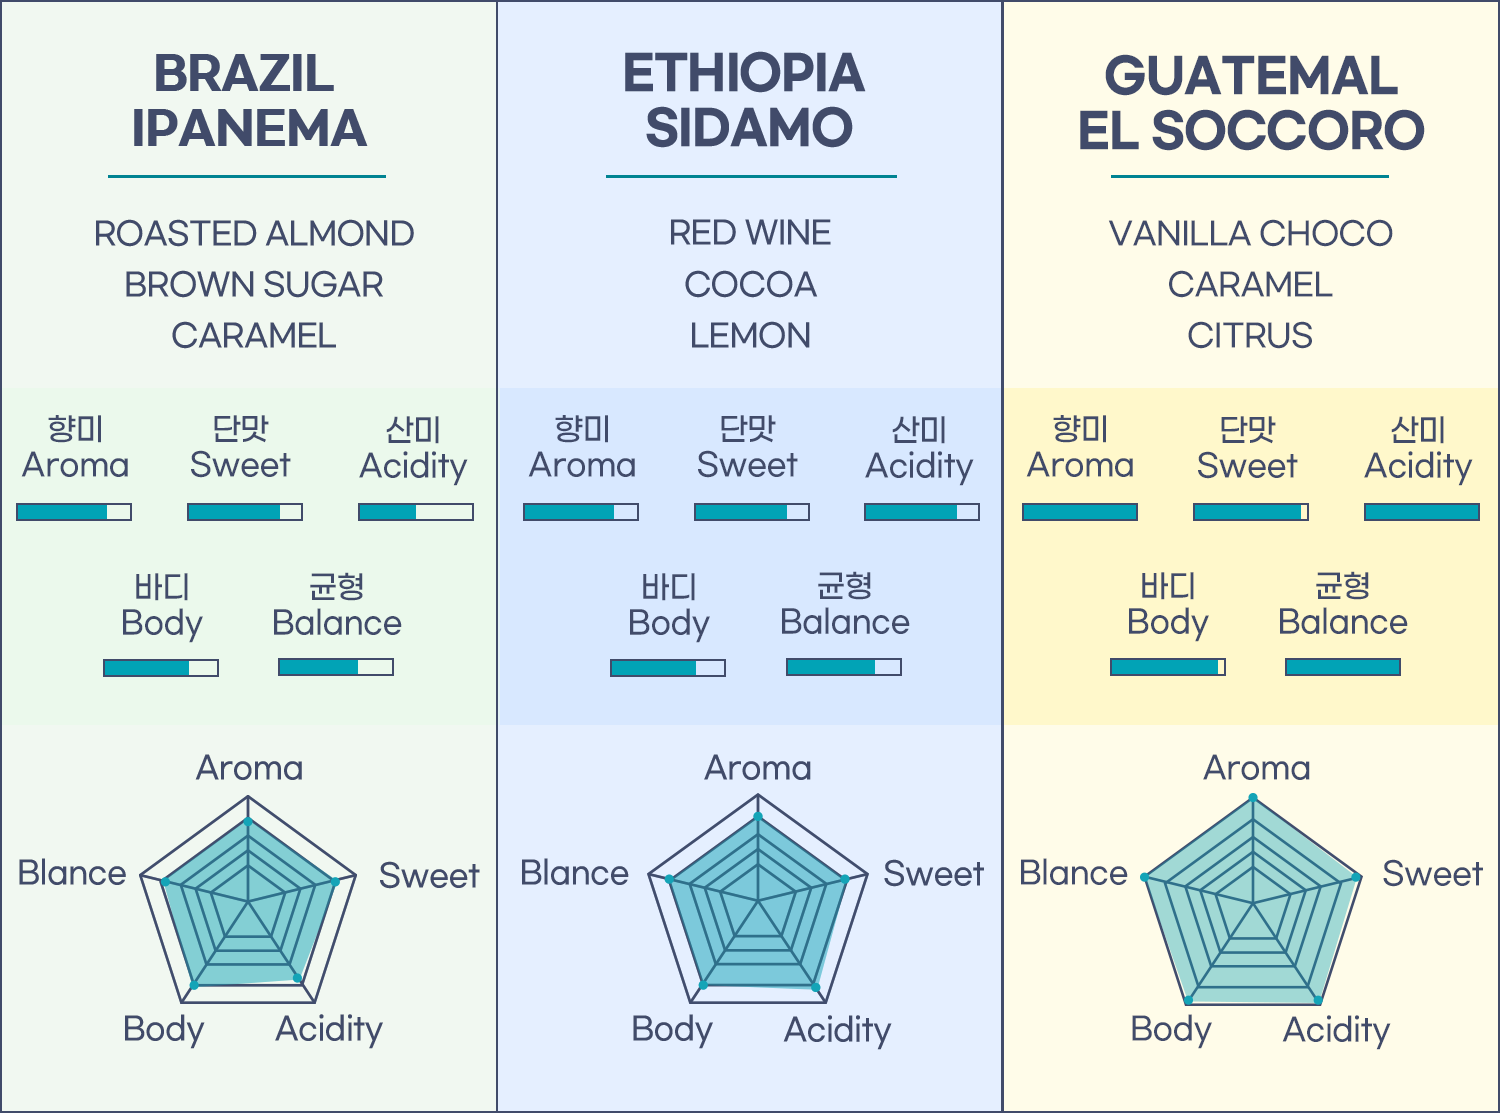 BRAZIL
IPANEMA
ROASTED ALMOND
BROWN SUGAR
CARAMEL
향미
Aroma
단맛
Sweet
산미
Acidity
바디
Body
균형
Balance
Aroma
Blance
Sweet
Body
Acidity
ETHIOPIA
SIDAMO
RED WINE
COCOA
LEMON
향미
Aroma
단맛
Sweet
산미
Acidity
바디
Body
균형
Balance
Aroma
Blance
Sweet
Body
Acidity
GUATEMAL
EL SOCCORO
VANILLA CHOCO
CARAMEL
CITRUS
향미
Aroma
단맛
Sweet
산미
Acidity
바디
Body
균형
Balance
Aroma
Blance
Sweet
Body
Acidity